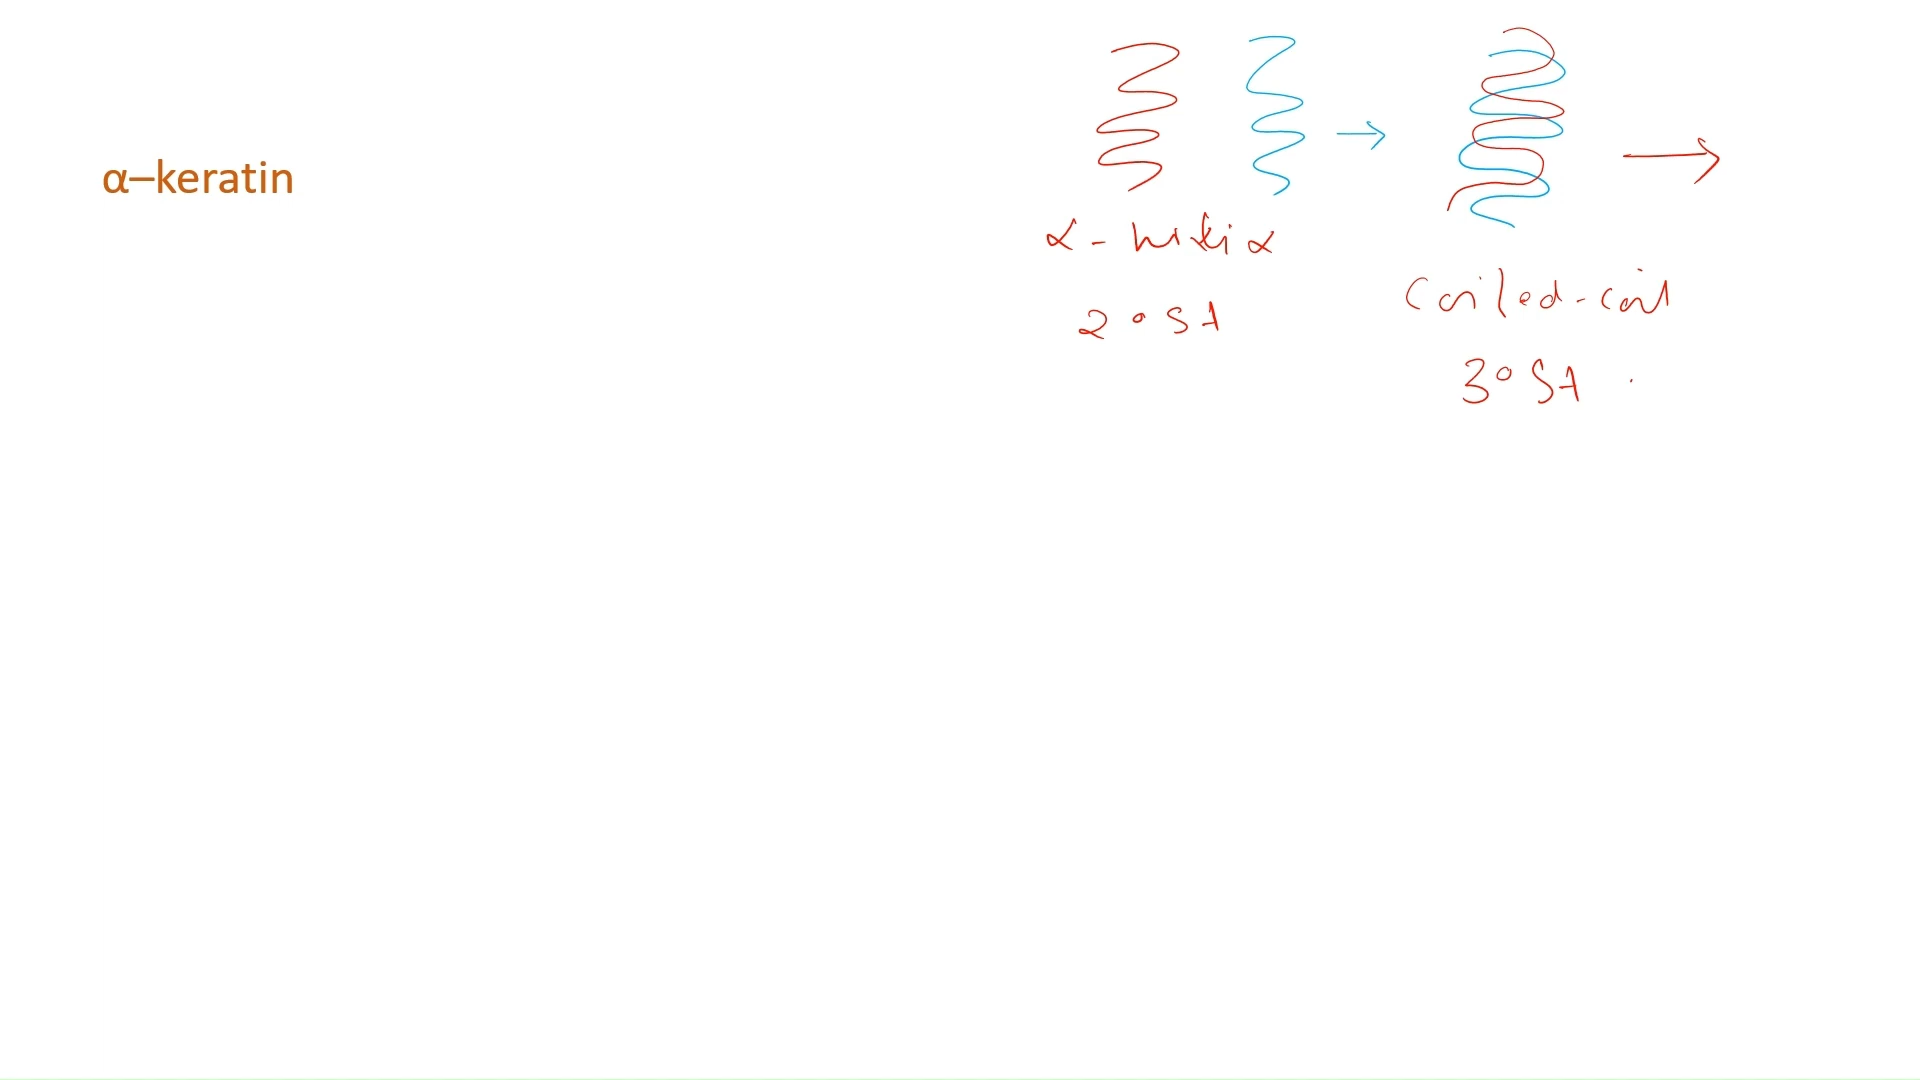 α–keratin
α - helix
2° SA
Coiled-coil
3° SA